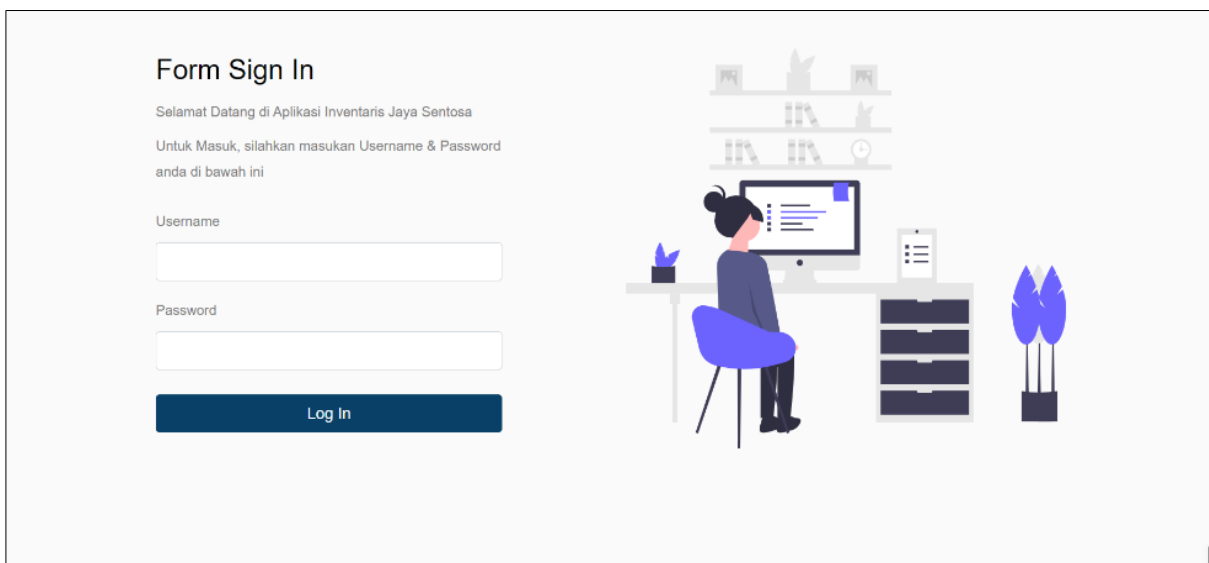 Form Sign In
Selamat Datang di Aplikasi Inventaris Jaya Sentosa
Untuk Masuk, silahkan masukan Username & Password
anda di bawah ini
Username
Password
Log In